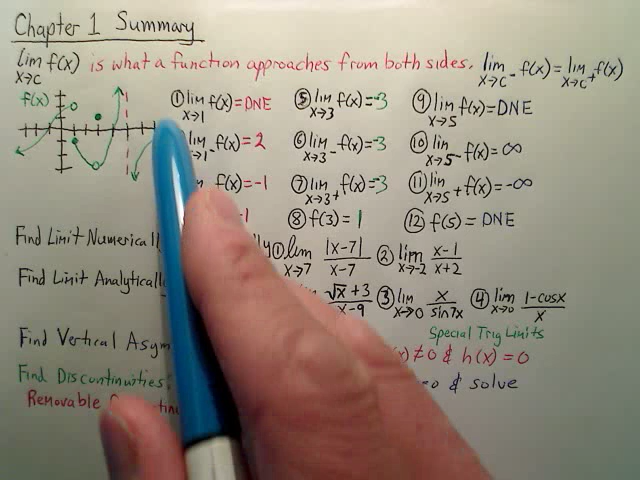 Chapter 1 Summary
lim x→c f(x) is what a function approaches from both sides. lim x→c⁻ f(x) = lim x→c⁺ f(x)
f(x)
① lim x→1 f(x) = DNE ⑤ lim x→3 f(x) = -3 ⑨ lim x→5 f(x) = DNE
lim x→1⁻ f(x) = 2 ⑥ lim x→3⁻ f(x) = -3 ⑩ lim x→5⁻ f(x) = ∞
f(x) = -1 ⑦ lim x→3⁺ f(x) = -3 ⑪ lim x→5⁺ f(x) = -∞
⑧ f(3) = 1 ⑫ f(5) = DNE
Find Limit Numerically ① lim x→7 |x-7|/(x-7) ② lim x→-2 (x-1)/(x+2)
Find Limit Analytically √x+3/x-9 ③ lim x→0 x/sin7x ④ lim x→0 (1-cosx)/x
Special Trig Limits
Find Vertical Asym (x) ≠ 0 & h(x) = 0
Find Discontinuities: =0 & solve
Removable